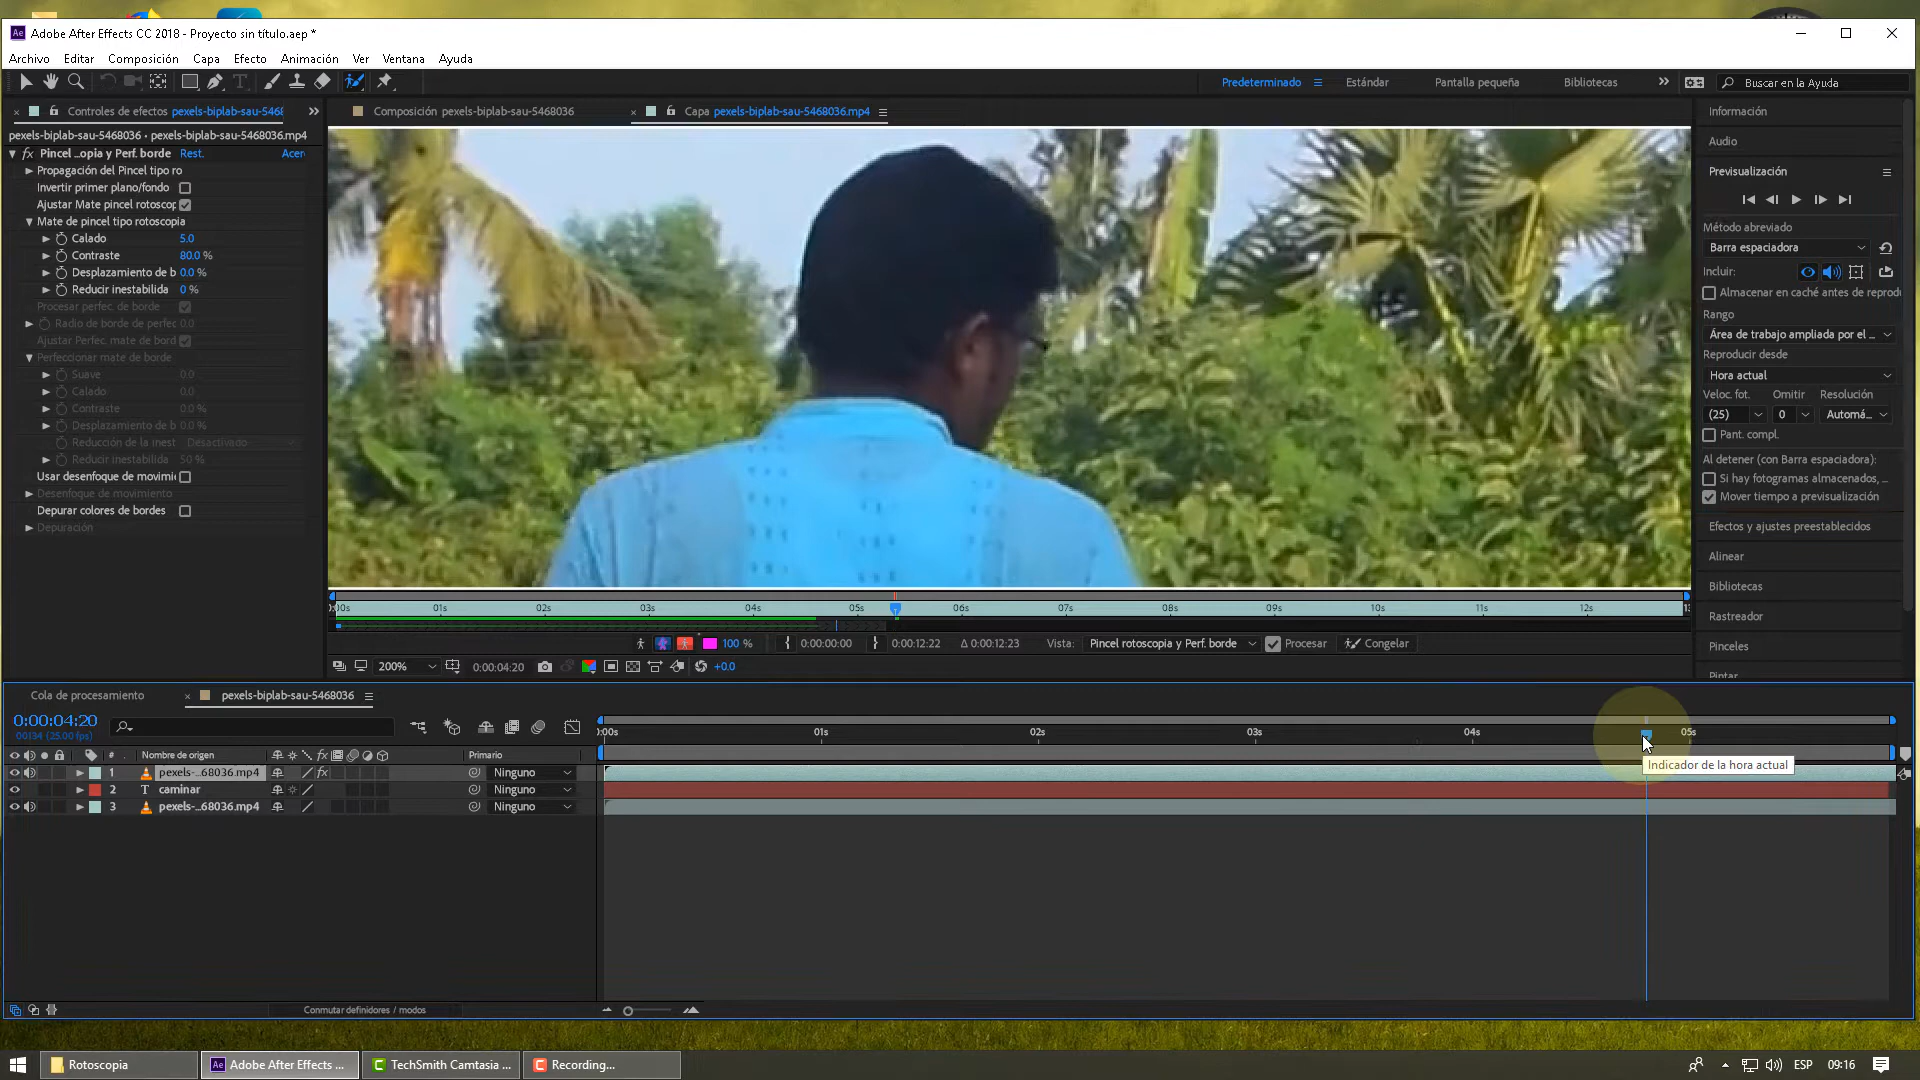 Adobe After Effects CC 2018 - Proyecto sin título.aep *
Archivo Editar Composición Capa Efecto Animación Ver Ventana Ayuda
Predeterminado Estándar Pantalla pequeña Bibliotecas Buscar en la Ayuda
Controles de efectos pexels-biplab-sau-546
Composición pexels-biplab-sau-5468036
Capa pexels-biplab-sau-5468036.mp4
pexels-biplab-sau-5468036 • pexels-biplab-sau-5468036.mp4
Pincel ...opia y Perf. borde Rest. Acer
Propagación del Pincel tipo ro
Invertir primer plano/fondo
Ajustar Mate pincel rotoscop
Mate de pincel tipo rotoscopia
Calado 5.0
Contraste 80.0 %
Desplazamiento de b 0.0 %
Reducir inestabilida 0 %
Procesar perfec. de borde
Radio de borde de perfec 0.0
Ajustar Perfec. mate de bord
Perfeccionar mate de borde
Suave 0.0
Calado 0.0
Contraste 0.0 %
Desplazamiento de b 0.0 %
Reducción de la inest Desactivado
Reducir inestabilida 50 %
Usar desenfoque de movimi
Desenfoque de movimiento
Depurar colores de bordes
Depuración
Información
Audio
Previsualización
Método abreviado
Barra espaciadora
Incluir:
Almacenar en caché antes de reprodu
Rango
Área de trabajo ampliada por el ...
Reproducir desde
Hora actual
Veloc. fot. Omitir Resolución
(25) 0 Automá...
Pant. compl.
Al detener (con Barra espaciadora):
Si hay fotogramas almacenados, ...
Mover tiempo a previsualización
Efectos y ajustes preestablecidos
Alinear
Bibliotecas
Rastreador
Pinceles
Pintar
:00s 01s 02s 03s 04s 05s 06s 07s 08s 09s 10s 11s 12s
100 % 0:00:00:00 0:00:12:22 Δ 0:00:12:23 Vista: Pincel rotoscopia y Perf. borde Procesar Congelar
200% 0:00:04:20 +0.0
Cola de procesamiento pexels-biplab-sau-5468036
0:00:04:20
00134 (25.00 fps)
:00s 01s 02s 03s 04s 05s
# Nombre de origen fx Primario
1 pexels-...68036.mp4 fx Ninguno
2 T caminar Ninguno
3 pexels-...68036.mp4 Ninguno
Indicador de la hora actual
Conmutar definidores / modos
Rotoscopia
Adobe After Effects ...
TechSmith Camtasia ...
Recording...
ESP 09:16